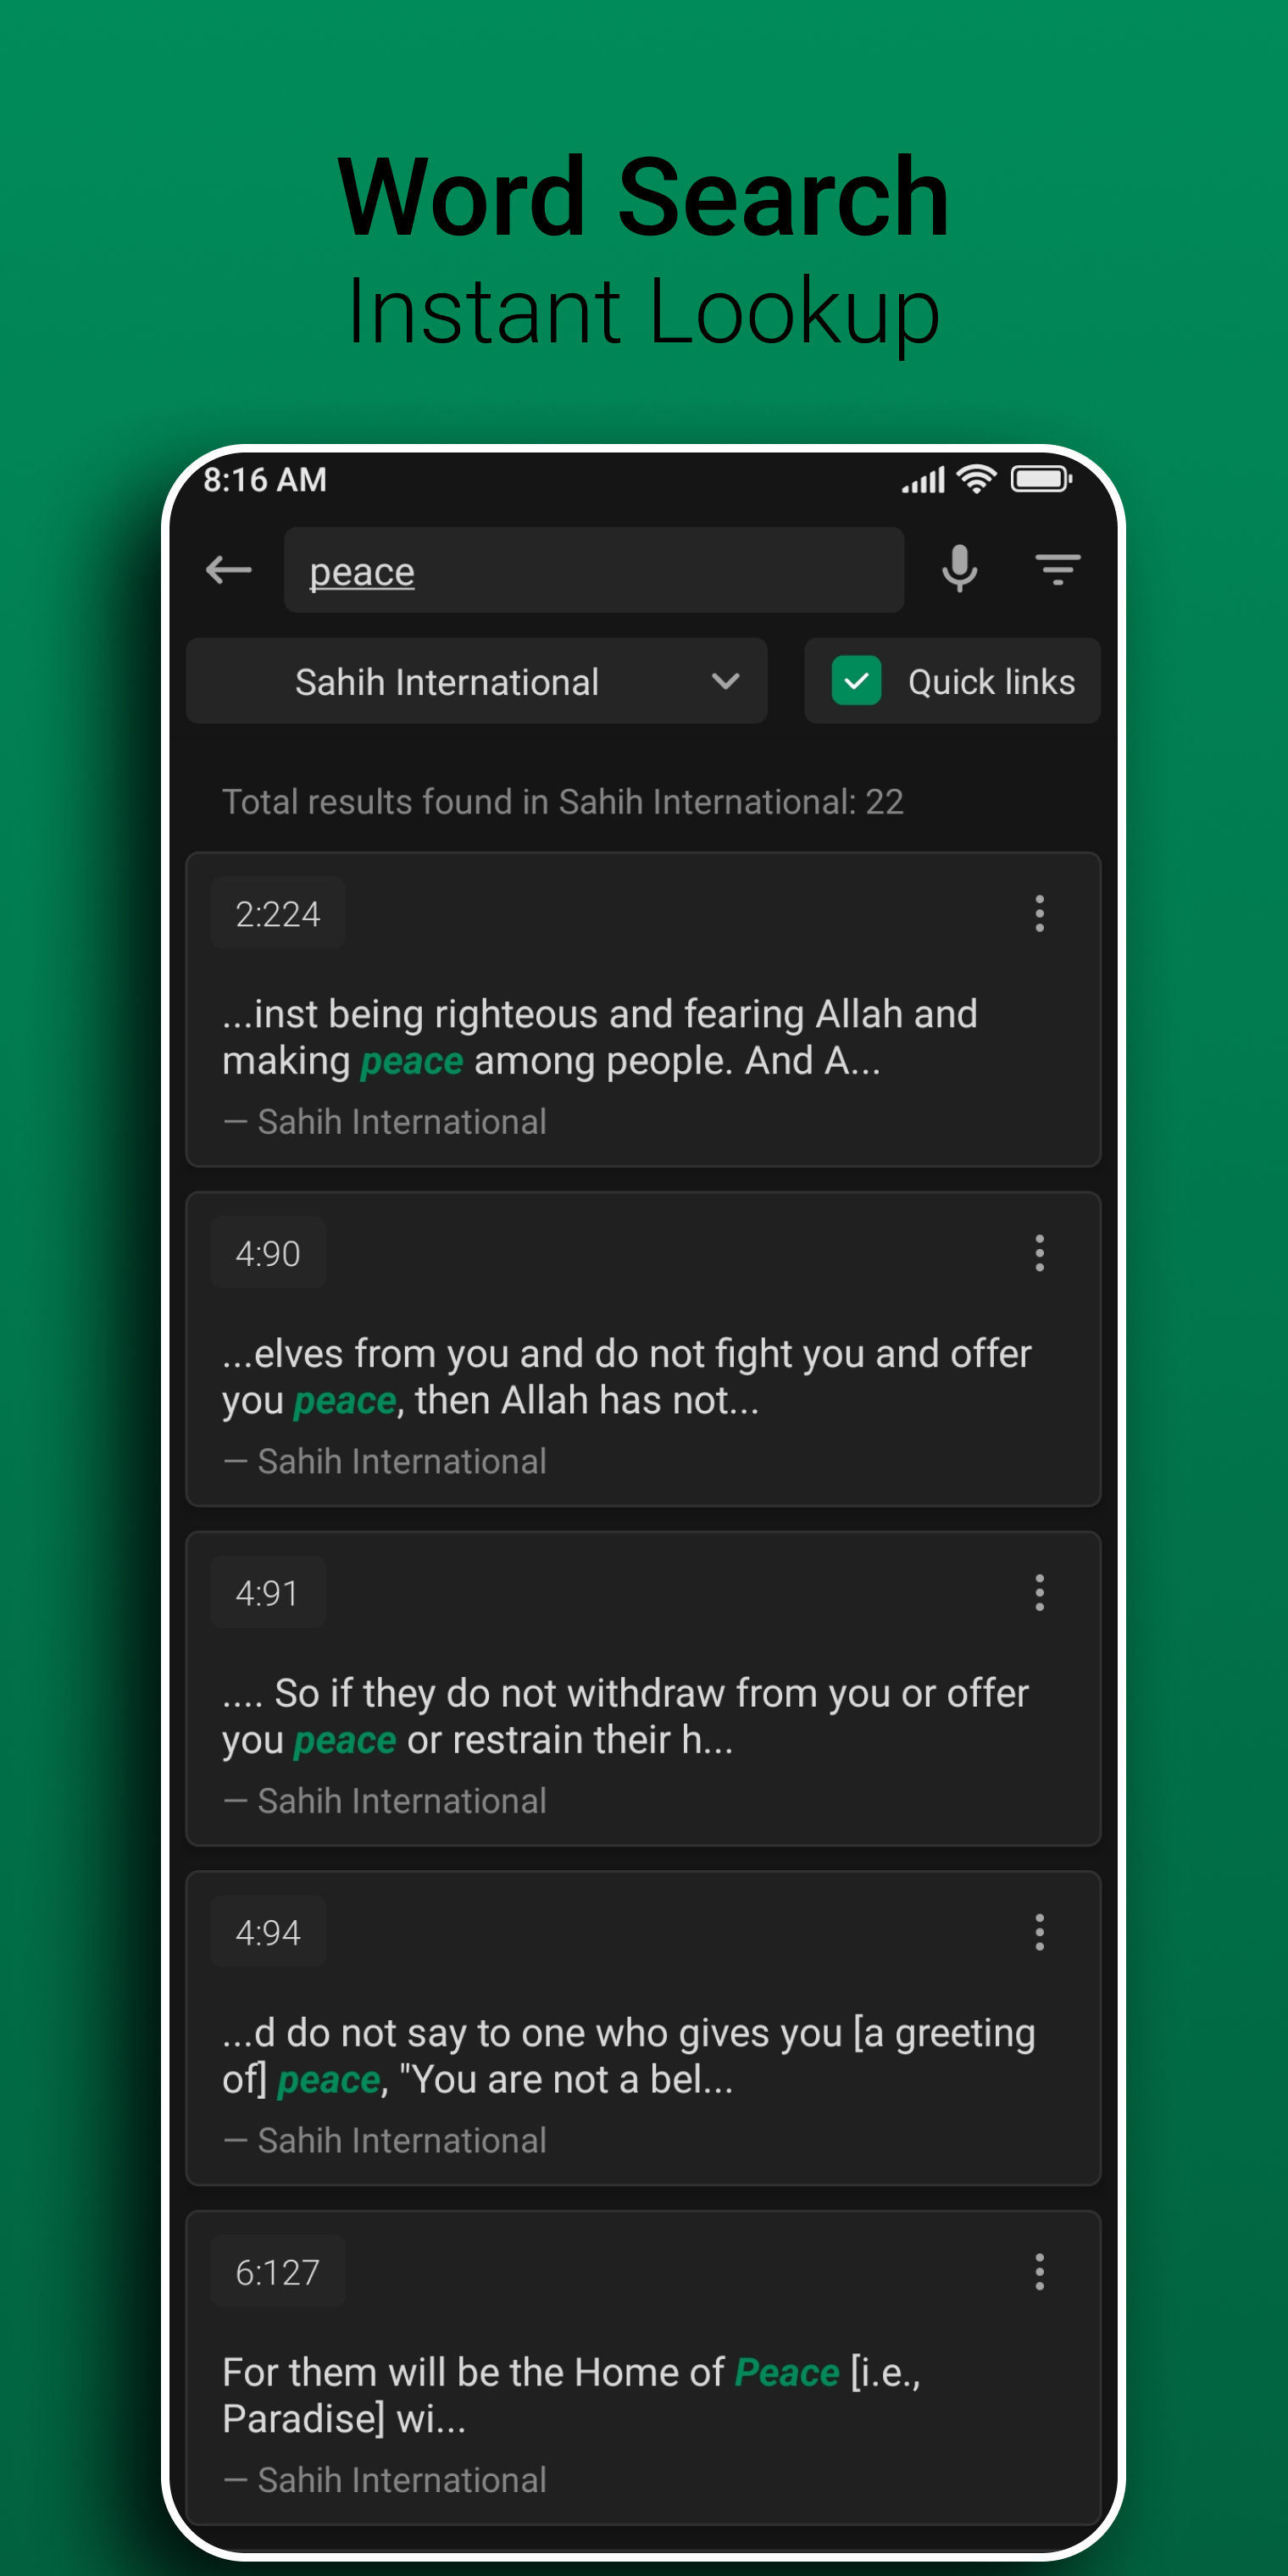 Word Search
Instant Lookup
8:16 AM
peace
Sahih International
Quick links
Total results found in Sahih International: 22
2:224
...inst being righteous and fearing Allah and
making peace among people. And A...
— Sahih International
4:90
...elves from you and do not fight you and offer
you peace, then Allah has not...
— Sahih International
4:91
.... So if they do not withdraw from you or offer
you peace or restrain their h...
— Sahih International
4:94
...d do not say to one who gives you [a greeting
of] peace, "You are not a bel...
— Sahih International
6:127
For them will be the Home of Peace [i.e.,
Paradise] wi...
— Sahih International